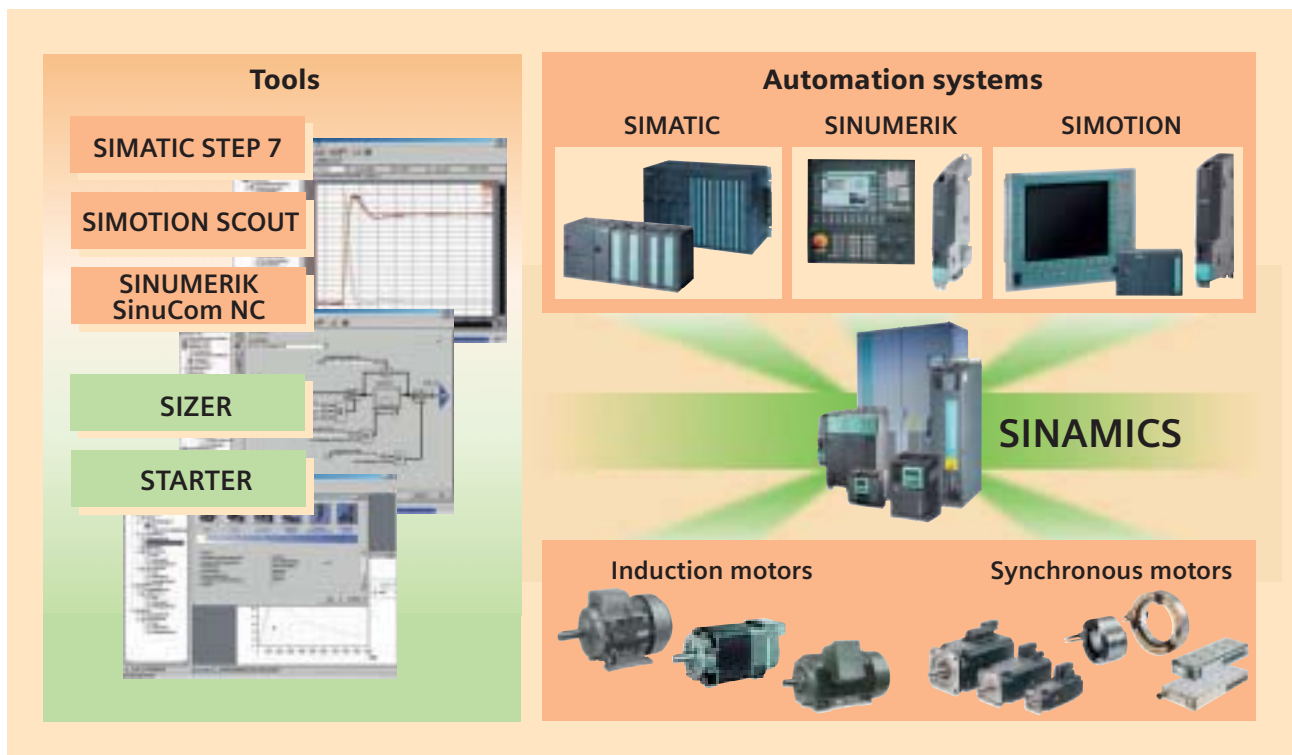 Tools
SIMATIC STEP 7
SIMOTION SCOUT
SINUMERIK
SinuCom NC
SIZER
STARTER
Automation systems
SIMATIC
SINUMERIK
SIMOTION
SINAMICS
Induction motors
Synchronous motors